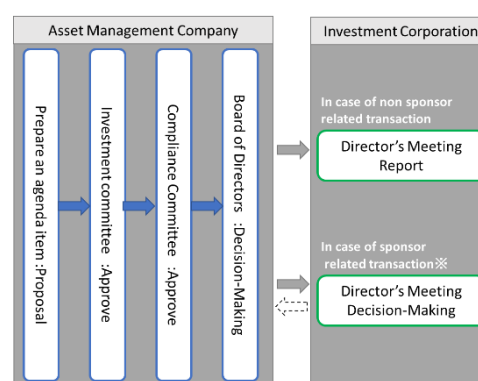 Asset Management Company
Prepare an agenda item :Proposal
Investment committee :Approve
Compliance Committee :Approve
Board of Directors :Decision-Making
Investment Corporation
In case of non sponsor
related transaction
Director's Meeting
Report
In case of sponsor
related transaction※
Director's Meeting
Decision-Making